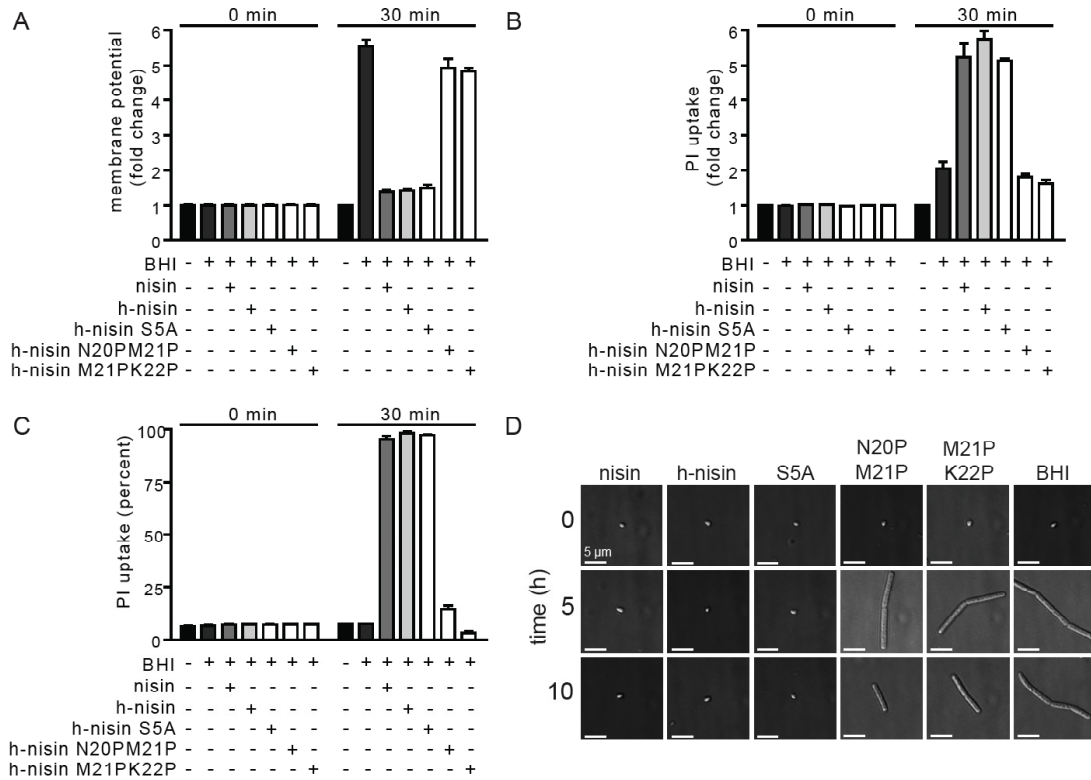 A
0 min
30 min
membrane potential
(fold change)
6
5
4
3
2
1
0
BHI - + + + + + + - + + + + + +
nisin - - + - - - - - - + - - - -
h-nisin - - - + - - - - - - + - - -
h-nisin S5A - - - - + - - - - - - + - -
h-nisin N20PM21P - - - - - + - - - - - - + -
h-nisin M21PK22P - - - - - - + - - - - - - +
B
0 min
30 min
PI uptake
(fold change)
6
5
4
3
2
1
0
BHI - + + + + + + - + + + + + +
nisin - - + - - - - - - + - - - -
h-nisin - - - + - - - - - - + - - -
h-nisin S5A - - - - + - - - - - - + - -
h-nisin N20PM21P - - - - - + - - - - - - + -
h-nisin M21PK22P - - - - - - + - - - - - - +
C
0 min
30 min
PI uptake (percent)
100
75
50
25
0
BHI - + + + + + + - + + + + + +
nisin - - + - - - - - - + - - - -
h-nisin - - - + - - - - - - + - - -
h-nisin S5A - - - - + - - - - - - + - -
h-nisin N20PM21P - - - - - + - - - - - - + -
h-nisin M21PK22P - - - - - - + - - - - - - +
D
nisin
h-nisin
S5A
N20P
M21P
M21P
K22P
BHI
time (h)
0
5 µm
5
10